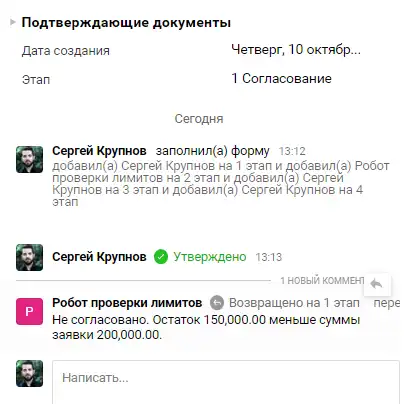 Подтверждающие документы
Дата создания Четверг, 10 октябр...
Этап 1 Согласование
Сегодня
Сергей Крупнов заполнил(а) форму 13:12
добавил(а) Сергей Крупнов на 1 этап и добавил(а) Робот
проверки лимитов на 2 этап и добавил(а) Сергей
Крупнов на 3 этап и добавил(а) Сергей Крупнов на 4
этап
Сергей Крупнов Утверждено 13:13
1 НОВЫЙ КОММЕНТ
Р
Робот проверки лимитов Возвращено на 1 этап пере
Не согласовано. Остаток 150,000.00 меньше суммы
заявки 200,000.00.
Написать...